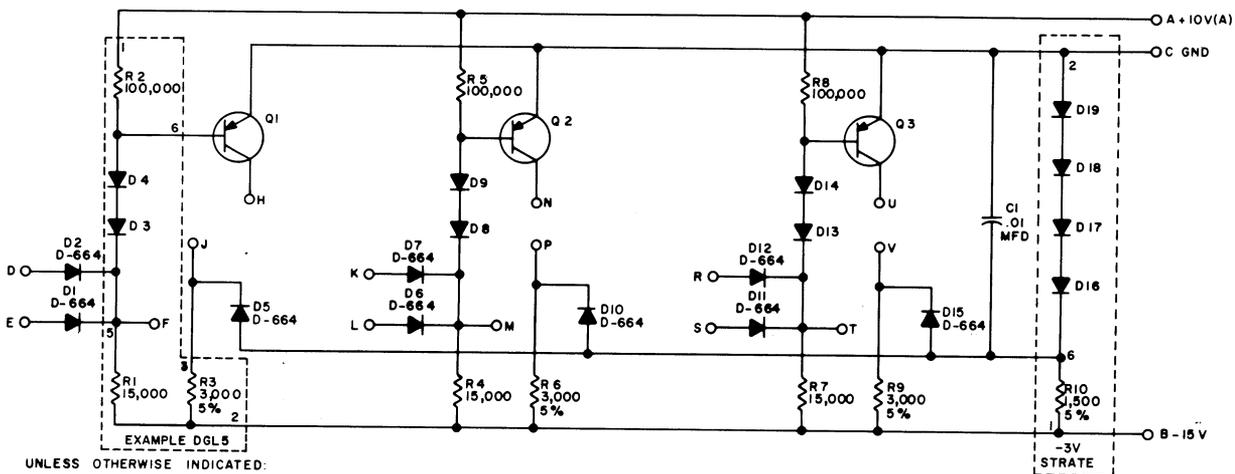 A+10V(A)
C GND
1
2
R2
100,000
R5
100,000
R8
100,000
D19
6
Q1
Q2
Q3
D18
D4
D9
D14
H
N
U
C1
.01
MFD
D17
D3
D8
D13
J
P
V
D2
D-664
D
D7
D-664
K
D12
D-664
R
D16
D1
D-664
E
5
F
D5
D-664
D6
D-664
L
M
D10
D-664
D11
D-664
S
T
D15
D-664
3
6
R1
15,000
R3
3,000
5%
R4
15,000
R6
3,000
5%
R7
15,000
R9
3,000
5%
R10
1,500
5%
2
1
B-15V
EXAMPLE DGL5
-3V
STRATE
UNLESS OTHERWISE INDICATED: